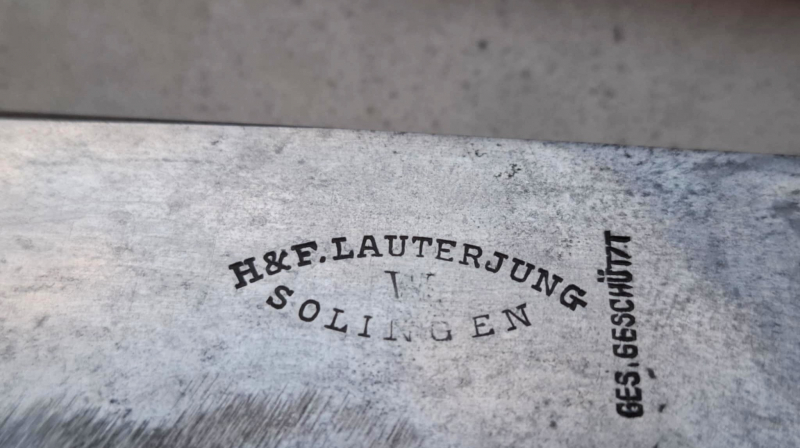 H&F.LAUTERJUNG
W
SOLINGEN
GES.GESCHÜTZT